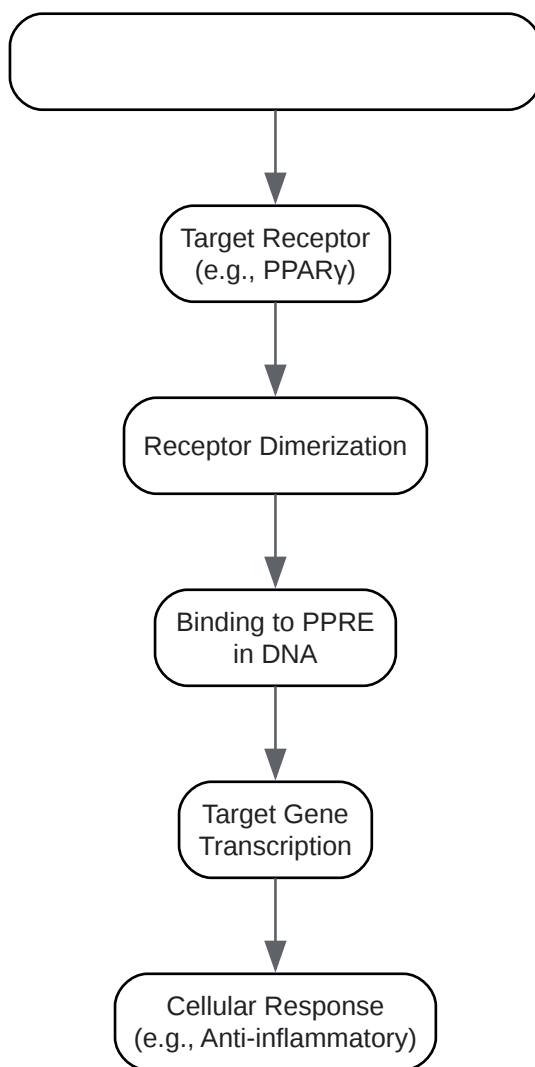 Target Receptor
(e.g., PPARγ)
Receptor Dimerization
Binding to PPRE
in DNA
Target Gene
Transcription
Cellular Response
(e.g., Anti-inflammatory)